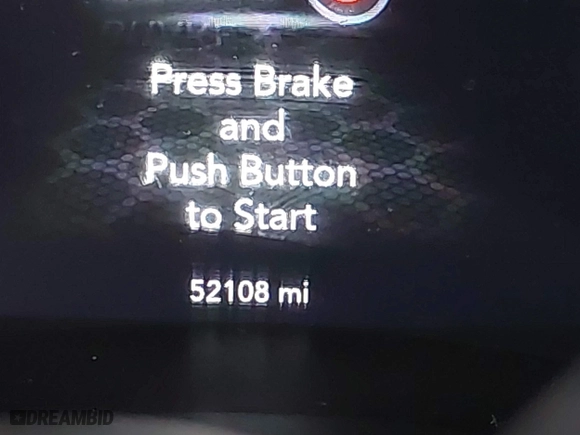 Press Brake
and
Push Button
to Start
52108 mi
DREAMBID